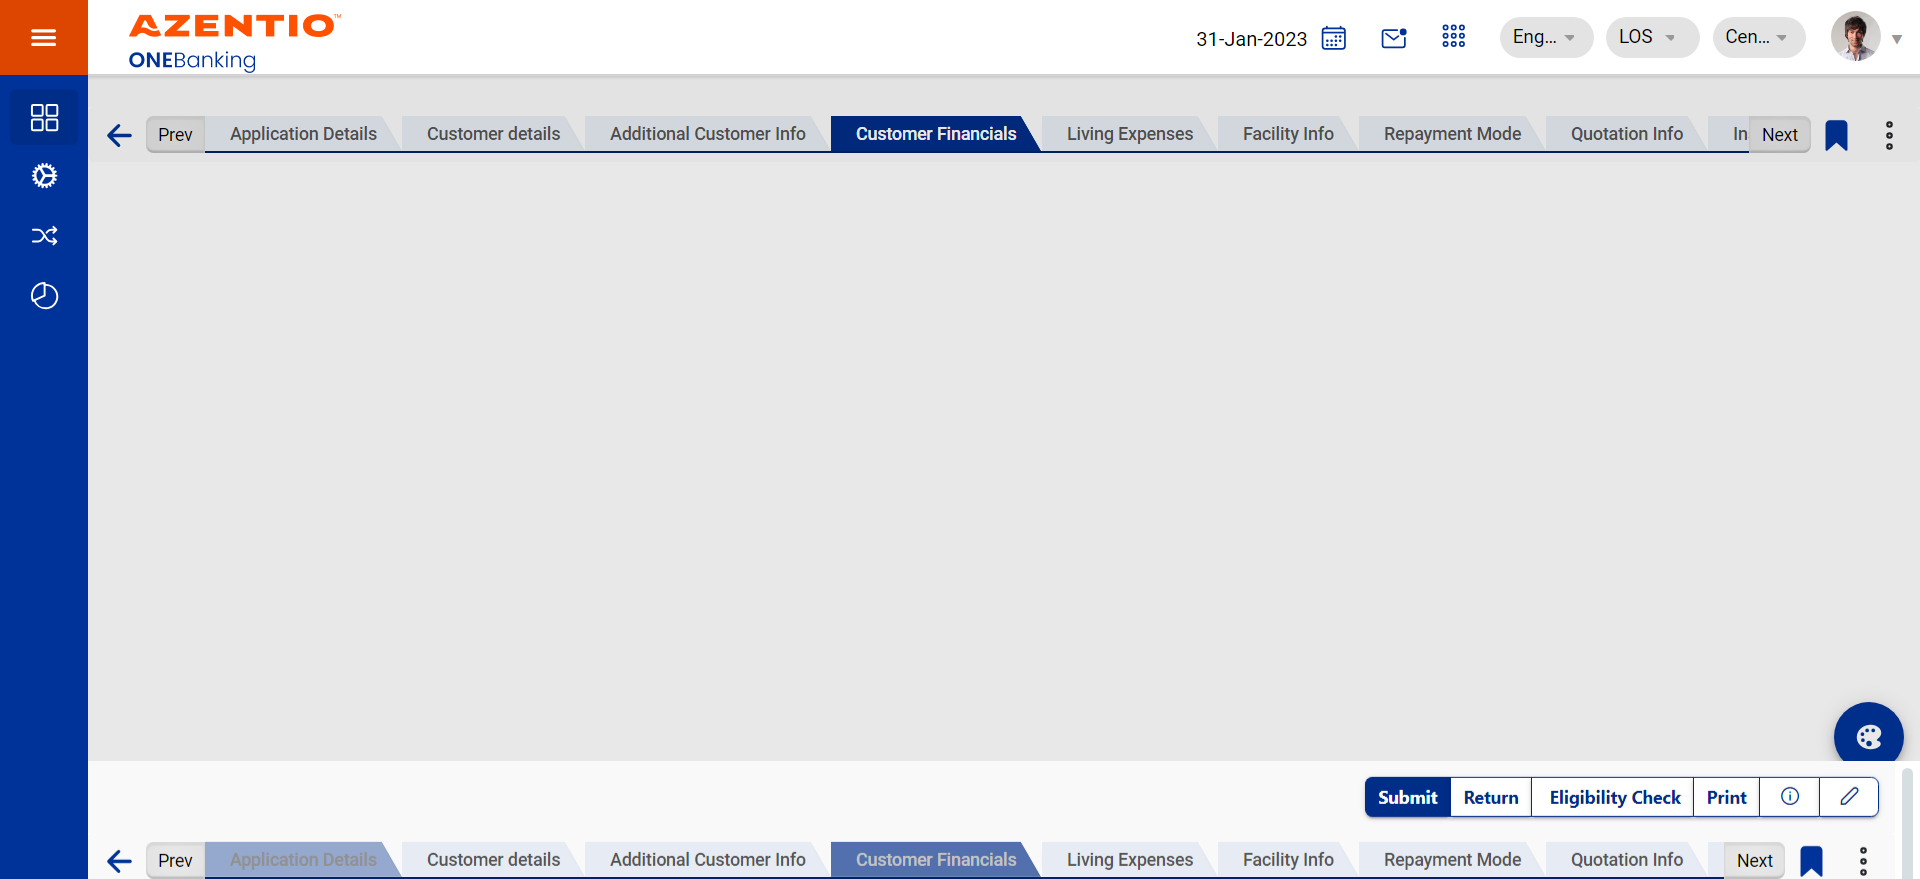 AZENTIO™
ONEBanking
31-Jan-2023
Eng...
LOS
Cen...
Prev
Application Details
Customer details
Additional Customer Info
Customer Financials
Living Expenses
Facility Info
Repayment Mode
Quotation Info
In
Next
Submit
Return
Eligibility Check
Print
Prev
Application Details
Customer details
Additional Customer Info
Customer Financials
Living Expenses
Facility Info
Repayment Mode
Quotation Info
Next